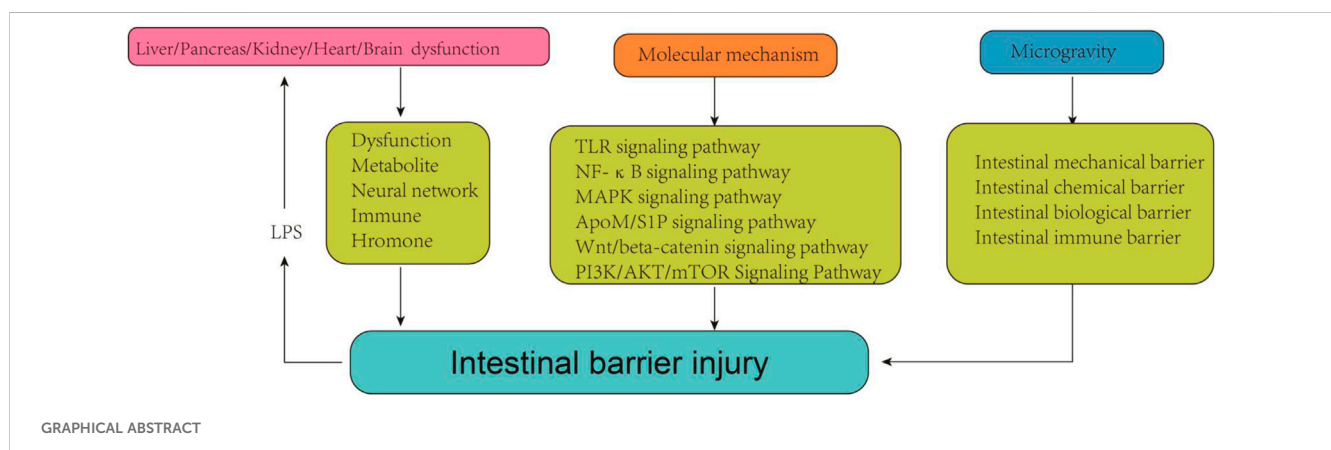 Liver/Pancreas/Kidney/Heart/Brain dysfunction
Molecular mechanism
Microgravity
Dysfunction
Metabolite
Neural network
Immune
Hromone
LPS
TLR signaling pathway
NF- κ B signaling pathway
MAPK signaling pathway
ApoM/S1P signaling pathway
Wnt/beta-catenin signaling pathway
PI3K/AKT/mTOR Signaling Pathway
Intestinal mechanical barrier
Intestinal chemical barrier
Intestinal biological barrier
Intestinal immune barrier
Intestinal barrier injury
GRAPHICAL ABSTRACT